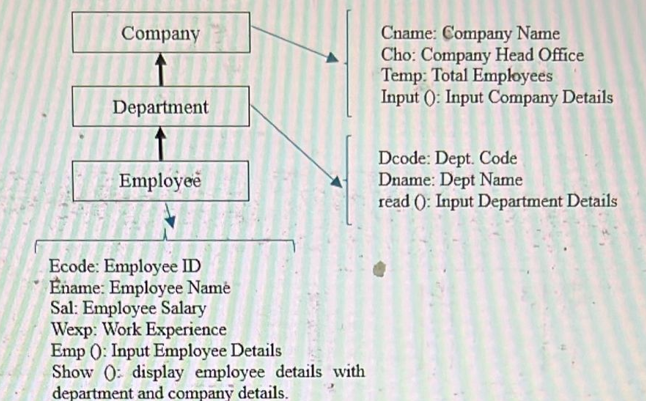 Company
Cname: Company Name
Cho: Company Head Office
Temp: Total Employees
Input (): Input Company Details
Department
Dcode: Dept. Code
Dname: Dept Name
read (): Input Department Details
Employee
Ecode: Employee ID
Ename: Employee Name
Sal: Employee Salary
Wexp: Work Experience
Emp (): Input Employee Details
Show (): display employee details with
department and company details.